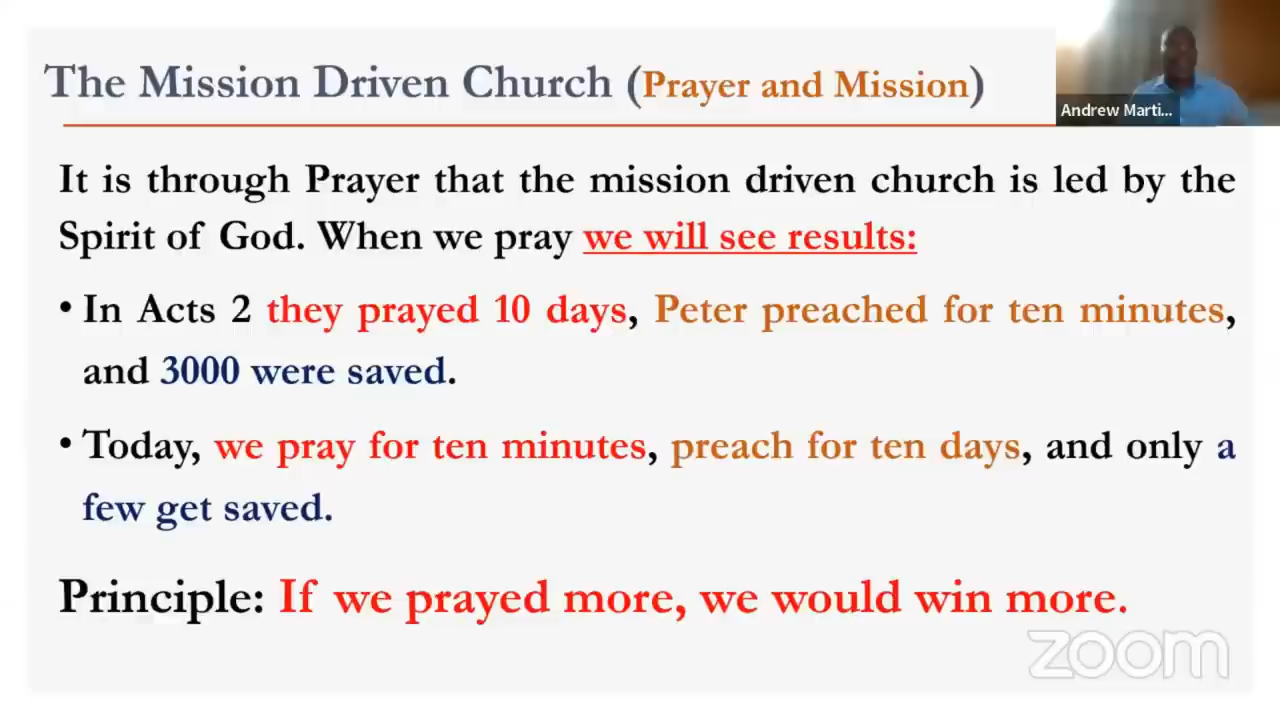 The Mission Driven Church (Prayer and Mission)
Andrew Marti...
It is through Prayer that the mission driven church is led by the
Spirit of God. When we pray we will see results:
• In Acts 2 they prayed 10 days, Peter preached for ten minutes,
and 3000 were saved.
• Today, we pray for ten minutes, preach for ten days, and only a
few get saved.
Principle: If we prayed more, we would win more.
zoom